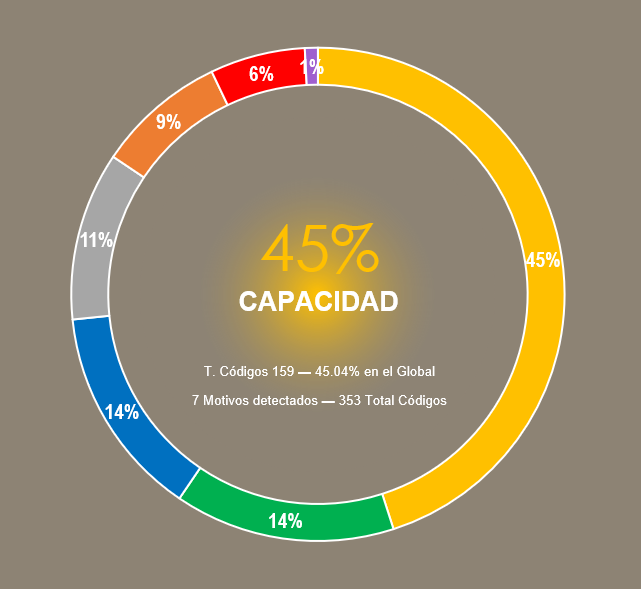 6%
1%
9%
11%
45%
45%
CAPACIDAD
T. Códigos 159 — 45.04% en el Global
7 Motivos detectados — 353 Total Códigos
14%
14%